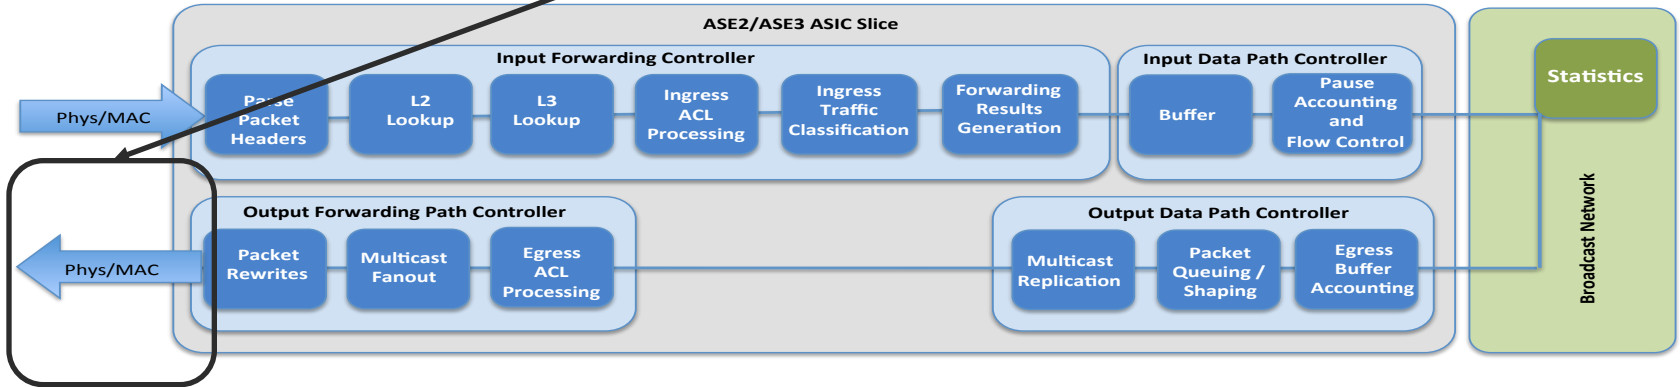 ASE2/ASE3 ASIC Slice
Input Forwarding Controller
Input Data Path Controller
Phys/MAC
Parse
Packet
Headers
L2
Lookup
L3
Lookup
Ingress
ACL
Processing
Ingress
Traffic
Classification
Forwarding
Results
Generation
Buffer
Pause
Accounting
and
Flow Control
Statistics
Broadcast Network
Output Forwarding Path Controller
Output Data Path Controller
Phys/MAC
Packet
Rewrites
Multicast
Fanout
Egress
ACL
Processing
Multicast
Replication
Packet
Queuing /
Shaping
Egress
Buffer
Accounting